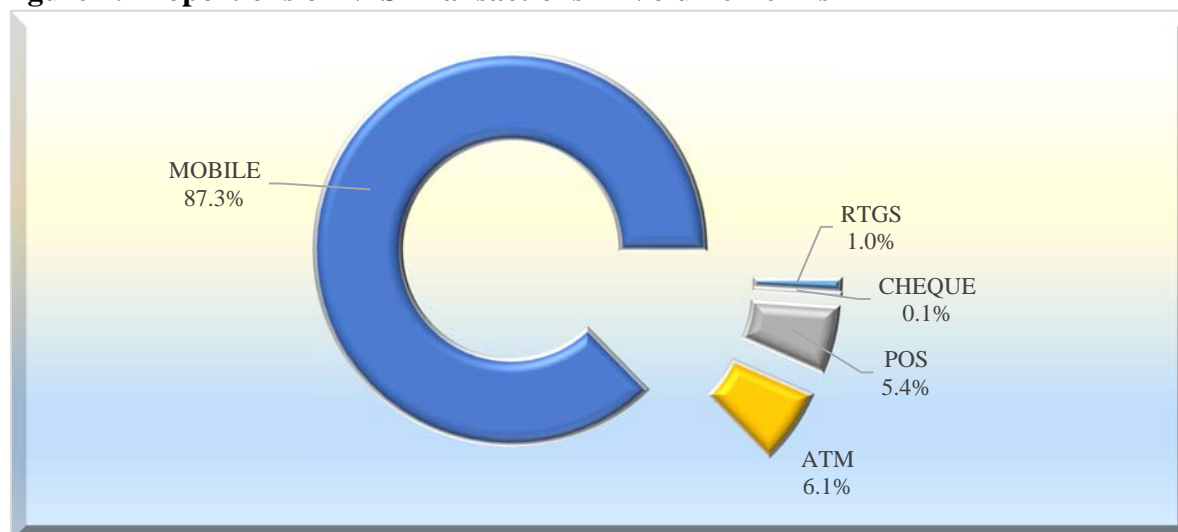 MOBILE
87.3%
RTGS
1.0%
CHEQUE
0.1%
POS
5.4%
ATM
6.1%